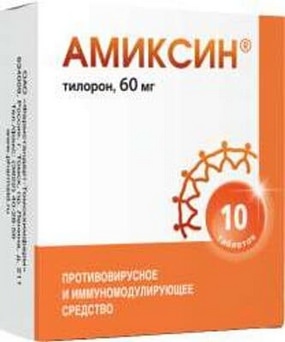 АМИКСИН®
тилорон, 60 мг
10
таблеток
ПРОТИВОВИРУСНОЕ
И ИММУНОМОДУЛИРУЮЩЕЕ
СРЕДСТВО